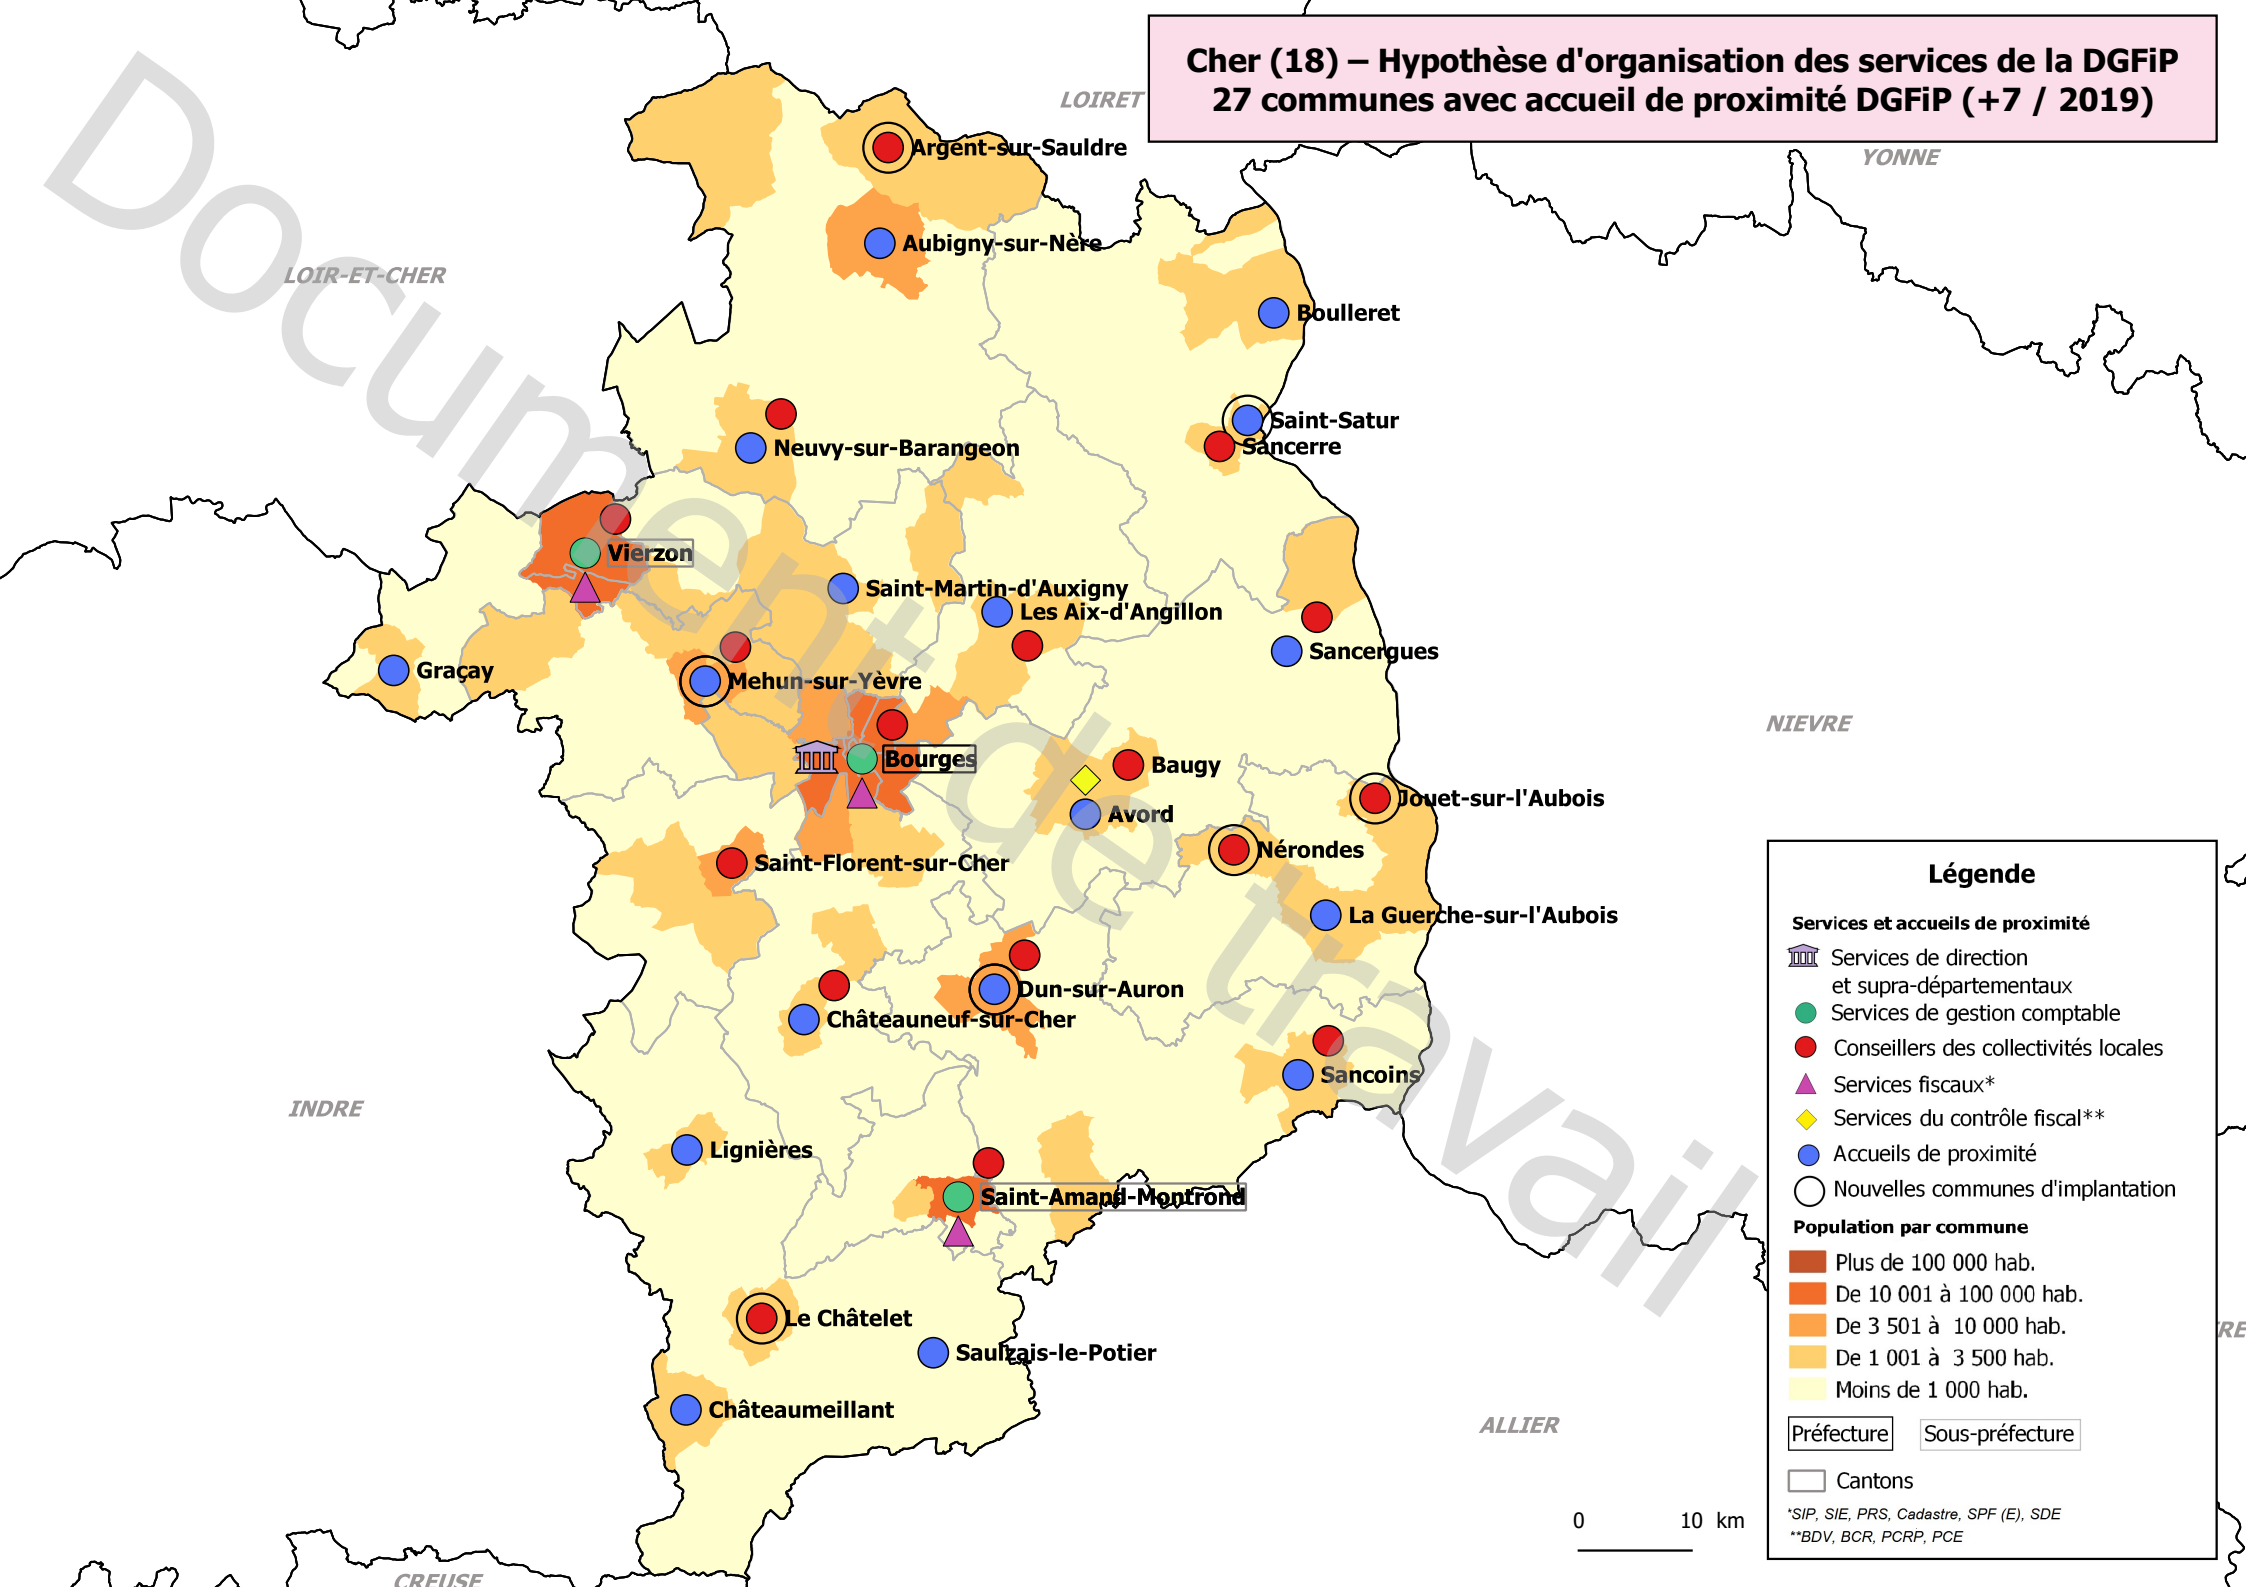 Cher (18) – Hypothèse d'organisation des services de la DGFiP
27 communes avec accueil de proximité DGFiP (+7 / 2019)
LOIRET
YONNE
Argent-sur-Sauldre
Aubigny-sur-Nère
LOIR-ET-CHER
Boulleret
Saint-Satur
Sancerre
Neuvy-sur-Barangeon
Vierzon
Saint-Martin-d'Auxigny
Les Aix-d'Angillon
Sancergues
Graçay
Mehun-sur-Yèvre
NIEVRE
Bourges
Baugy
Jouet-sur-l'Aubois
Avord
Nérondes
Saint-Florent-sur-Cher
La Guerche-sur-l'Aubois
Dun-sur-Auron
Châteauneuf-sur-Cher
Sancoins
INDRE
Lignières
Saint-Amand-Montrond
Le Châtelet
Saulzais-le-Potier
Châteaumeillant
ALLIER
CREUSE
Document de travail
Légende
Services et accueils de proximité
Services de direction
et supra-départementaux
Services de gestion comptable
Conseillers des collectivités locales
Services fiscaux*
Services du contrôle fiscal**
Accueils de proximité
Nouvelles communes d'implantation
Population par commune
Plus de 100 000 hab.
De 10 001 à 100 000 hab.
De 3 501 à 10 000 hab.
De 1 001 à 3 500 hab.
Moins de 1 000 hab.
Préfecture
Sous-préfecture
Cantons
*SIP, SIE, PRS, Cadastre, SPF (E), SDE
**BDV, BCR, PCRP, PCE
0 10 km